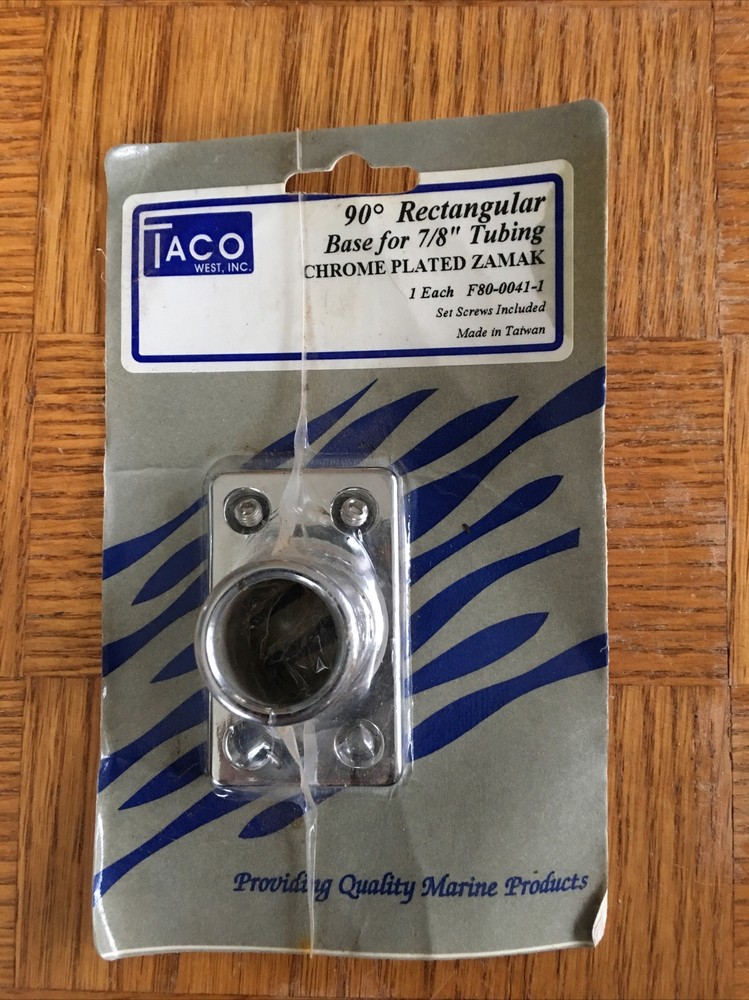 TACO
WEST, INC.
90° Rectangular
Base for 7/8" Tubing
CHROME PLATED ZAMAK
1 Each F80-0041-1
Set Screws Included
Made in Taiwan
Providing Quality Marine Products